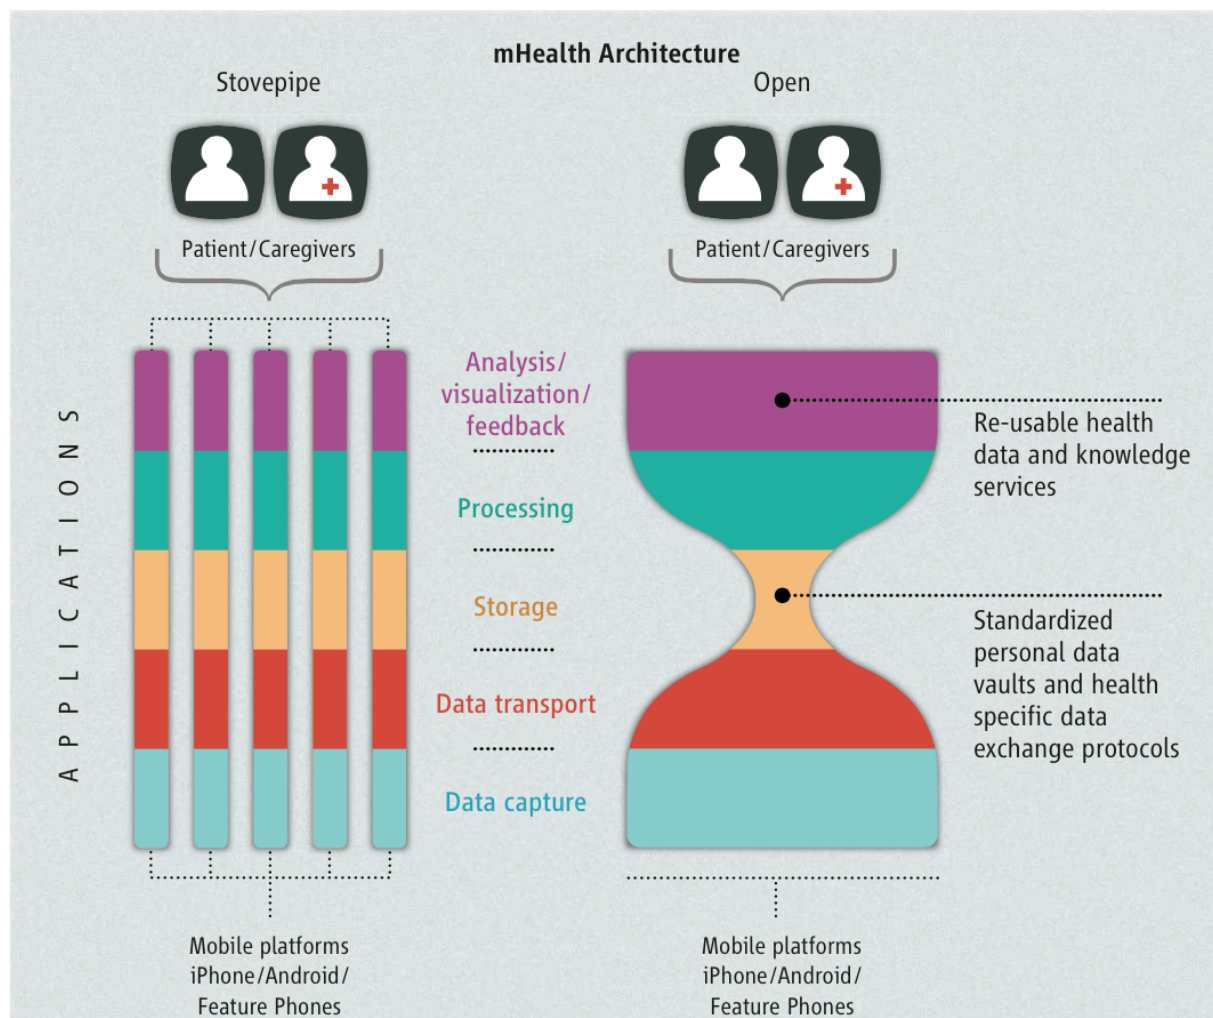 mHealth Architecture
Stovepipe
Open
Patient/Caregivers
Patient/Caregivers
APPLICATIONS
Analysis/
visualization/
feedback
Processing
Storage
Data transport
Data capture
Re-usable health
data and knowledge
services
Standardized
personal data
vaults and health
specific data
exchange protocols
Mobile platforms
iPhone/Android/
Feature Phones
Mobile platforms
iPhone/Android/
Feature Phones